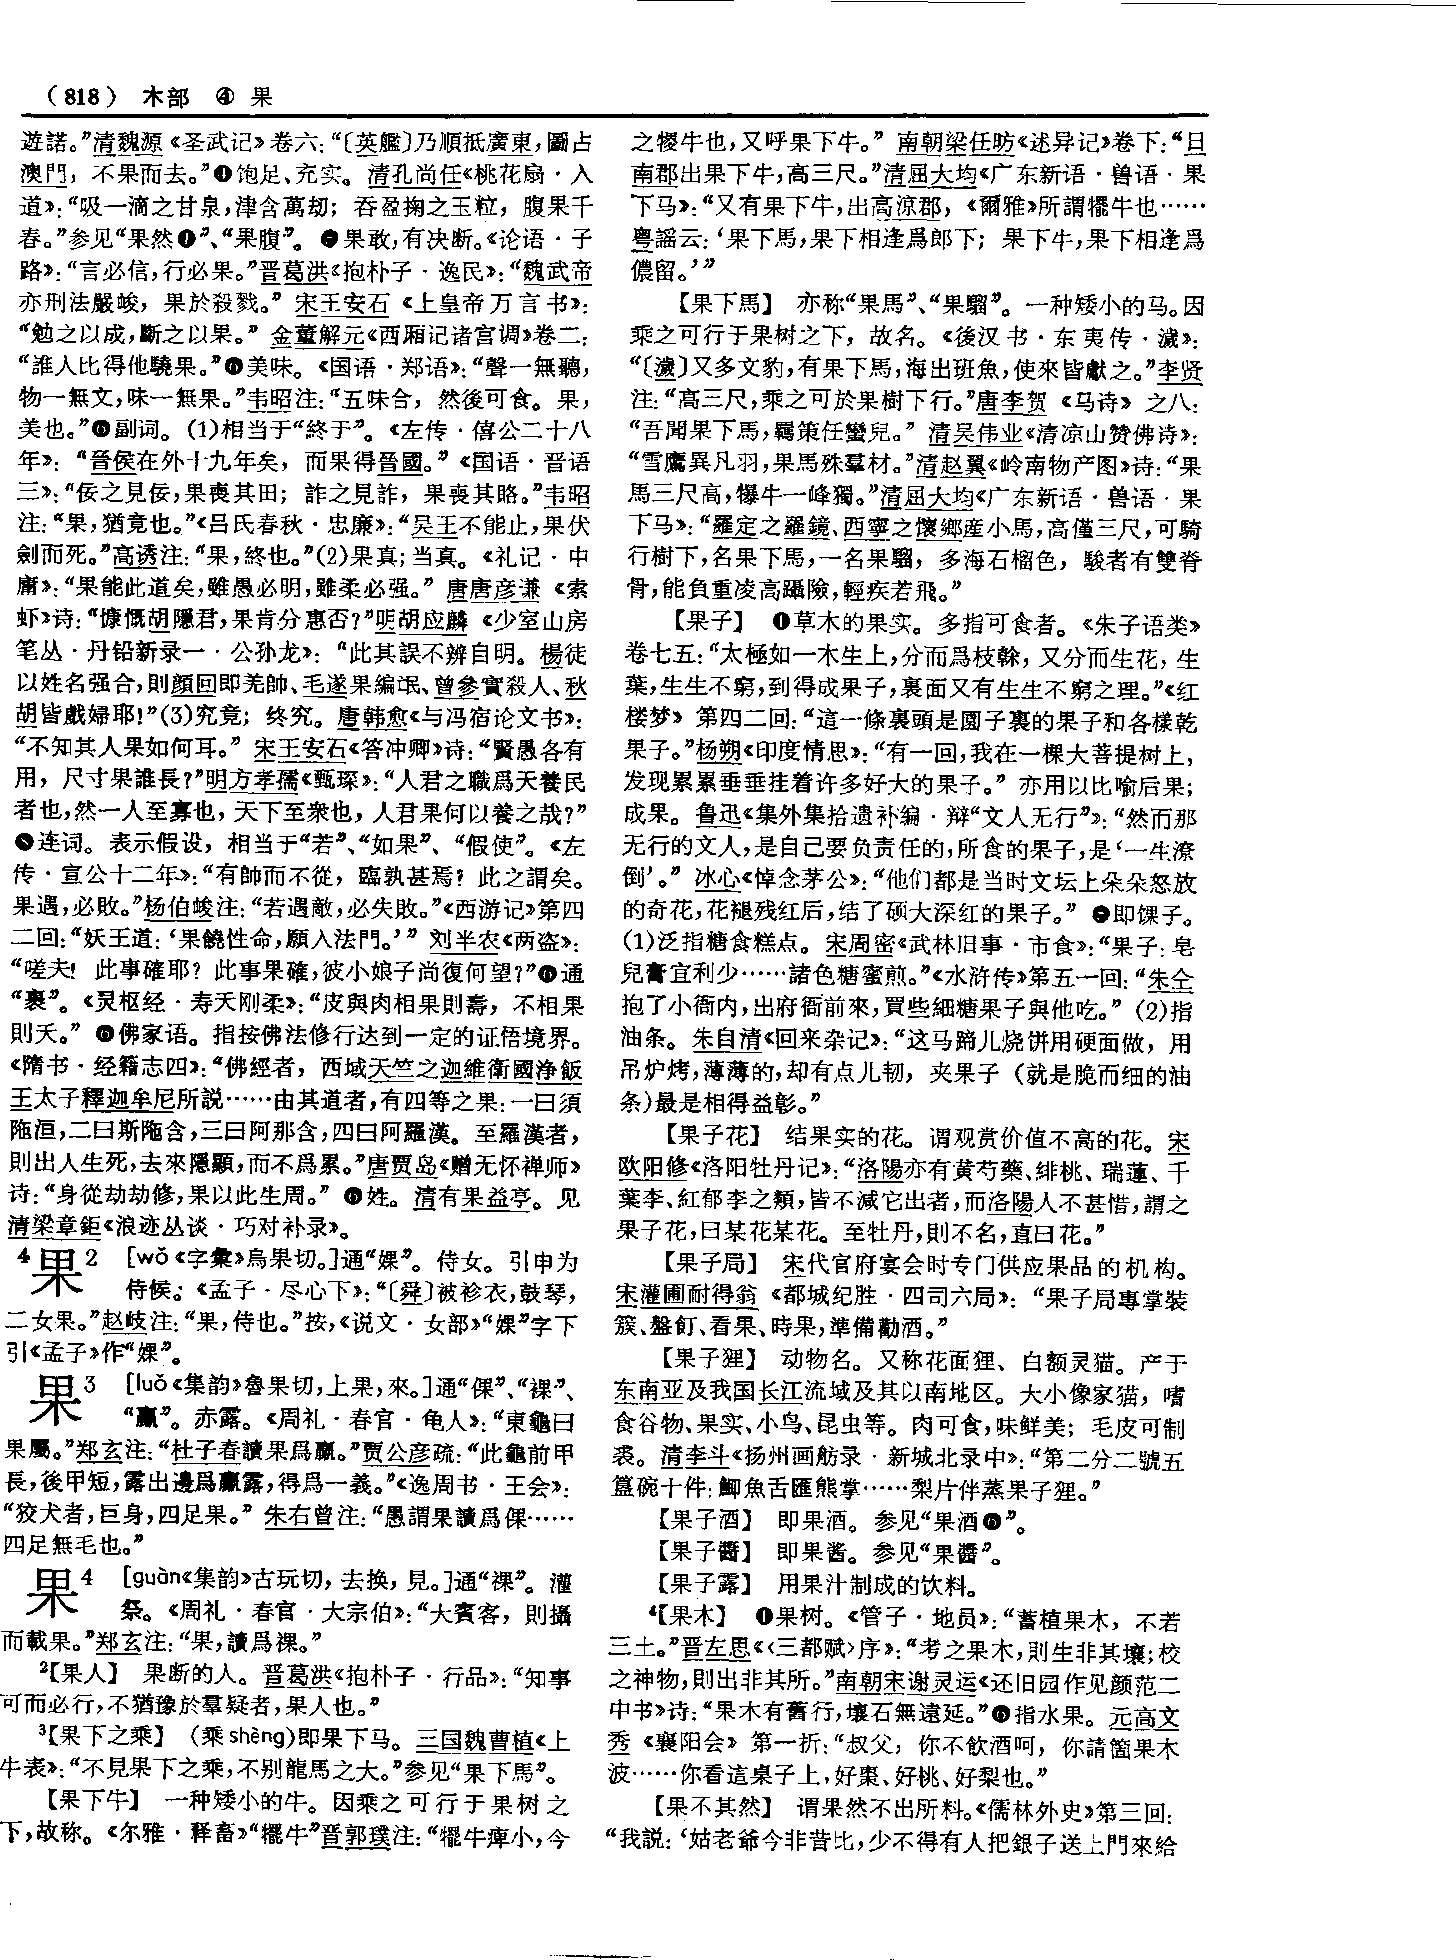 （818） 木部 ④ 果
遊諾。”清魏源《圣武记》卷六：“〔英艦〕乃順抵廣東，圖占
澳門，不果而去。”❹饱足、充实。清孔尚任《桃花扇·入
道》：“吸一滴之甘泉，津含萬劫；吞盈掬之玉粒，腹果千
春。”参见“果然❶”、“果腹”。❺果敢，有决断。《论语·子
路》：“言必信，行必果。”晋葛洪《抱朴子·逸民》：“魏武帝
亦刑法嚴峻，果於殺戮。”宋王安石《上皇帝万言书》：
“勉之以成，斷之以果。”金董解元《西厢记诸宫调》卷二：
“誰人比得他驍果。”❻美味。《国语·郑语》：“聲一無聽，
物一無文，味一無果。”韦昭注：“五味合，然後可食。果，
美也。”❼副词。(1)相当于“終于”。《左传·僖公二十八
年》：“晋侯在外十九年矣，而果得晉國。”《国语·晋语
三》：“佞之見佞，果喪其田；詐之見詐，果喪其賂。”韦昭
注：“果，猶竟也。”《吕氏春秋·忠廉》：“吴王不能止，果伏
劍而死。”高诱注：“果，終也。”(2)果真；当真。《礼记·中
庸》：“果能此道矣，雖愚必明，雖柔必强。”唐唐彦谦《索
虾》诗：“慷慨胡隱君，果肯分惠否？”明胡应麟《少室山房
笔丛·丹铅新录一·公孙龙》：“此其誤不辨自明。楊徒
以姓名强合，則顔回即羌帥、毛遂果編氓、曾參實殺人、秋
胡皆戲婦耶！”(3)究竟；终究。唐韩愈《与冯宿论文书》：
“不知其人果如何耳。”宋王安石《答冲卿》诗：“賢愚各有
用，尺寸果誰長？”明方孝孺《甄琛》：“人君之職爲天養民
者也，然一人至寡也，天下至衆也，人君果何以養之哉？”
❽连词。表示假设，相当于“若”、“如果”、“假使”。《左
传·宣公十二年》：“有帥而不從，臨孰甚焉？此之謂矣。
果遇，必敗。”杨伯峻注：“若遇敵，必失敗。”《西游记》第四
二回：“妖王道：‘果饒性命，願入法門。’”刘半农《两盗》：
“嗟夫！此事確耶？此事果確，彼小娘子尚復何望？”❾通
“裹”。《灵枢经·寿夭刚柔》：“皮與肉相果則壽，不相果
則夭。”❿佛家语。指按佛法修行达到一定的证悟境界。
《隋书·经籍志四》：“佛經者，西域天竺之迦維衛國净飯
王太子釋迦牟尼所説……由其道者，有四等之果：一曰須
陁洹，二曰斯陁含，三曰阿那含，四曰阿羅漢。至羅漢者，
則出入生死，去來隱顯，而不爲累。”唐贾岛《赠无怀禅师》
诗：“身從劫劫修，果以此生周。”⓫姓。清有果益亭。见
清梁章鉅《浪迹丛谈·巧对补录》。
4果2 [wǒ《字彙》烏果切。]通“婐”。侍女。引申为
侍候。《孟子·尽心下》：“〔舜〕被袗衣，鼓琴，
二女果。”赵岐注：“果，侍也。”按，《说文·女部》“婐”字下
引《孟子》作“婐”。
果3 [luǒ《集韵》魯果切，上果，來。]通“倮”、“裸”、
“臝”。赤露。《周礼·春官·龟人》：“東龜曰
果屬。”郑玄注：“杜子春讀果爲臝。”贾公彦疏：“此龜前甲
長，後甲短，露出邊爲臝露，得爲一義。”《逸周书·王会》：
“狡犬者，巨身，四足果。”朱右曾注：“愚謂果讀爲倮……
四足無毛也。”
果4 [guàn《集韵》古玩切，去换，見。]通“祼”。灌
祭。《周礼·春官·大宗伯》：“大賓客，則攝
而載果。”郑玄注：“果，讀爲祼。”
2【果人】 果断的人。晋葛洪《抱朴子·行品》：“知事
可而必行，不猶豫於羣疑者，果人也。”
3【果下之乘】 （乘shèng)即果下马。三国魏曹植《上
牛表》：“不見果下之乘，不别龍馬之大。”参见“果下馬”。
【果下牛】 一种矮小的牛。因乘之可行于果树之
下，故称。《尔雅·释畜》“犤牛”晋郭璞注：“犤牛庳小，今
之㹎牛也，又呼果下牛。”南朝梁任昉《述异记》卷下：“日
南郡出果下牛，高三尺。”清屈大均《广东新语·兽语·果
下马》：“又有果下牛，出高涼郡，《爾雅》所謂犤牛也……
粤謡云：‘果下馬，果下相逢爲郎下；果下牛，果下相逢爲
儂留。’”
【果下馬】 亦称“果馬”、“果騮”。一种矮小的马。因
乘之可行于果树之下，故名。《後汉书·东夷传·濊》：
“〔濊〕又多文豹，有果下馬，海出班魚，使來皆獻之。”李贤
注：“高三尺，乘之可於果樹下行。”唐李贺《马诗》之八：
“吾聞果下馬，羈策任蠻兒。”清吴伟业《清凉山赞佛诗》：
“雪鷹異凡羽，果馬殊羣材。”清赵翼《岭南物产图》诗：“果
馬三尺高，犦牛一峰獨。”清屈大均《广东新语·兽语·果
下马》：“羅定之羅鏡、西寧之懷鄉産小馬，高僅三尺，可騎
行樹下，名果下馬，一名果騮，多海石榴色，駿者有雙脊
骨，能負重凌高躡險，輕疾若飛。”
【果子】 ❶草木的果实。多指可食者。《朱子语类》
卷七五：“太極如一木生上，分而爲枝榦，又分而生花，生
葉，生生不窮，到得成果子，裏面又有生生不窮之理。”《红
楼梦》第四二回：“這一條裏頭是園子裏的果子和各樣乾
果子。”杨朔《印度情思》：“有一回，我在一棵大菩提树上，
发现累累垂垂挂着许多好大的果子。”亦用以比喻后果；
成果。鲁迅《集外集拾遗补编·辩“文人无行”》：“然而那
无行的文人，是自己要负责任的，所食的果子，是‘一生潦
倒’。”冰心《悼念茅公》：“他们都是当时文坛上朵朵怒放
的奇花，花褪残红后，结了硕大深红的果子。”❷即馃子。
(1)泛指糖食糕点。宋周密《武林旧事·市食》：“果子：皂
兒膏宜利少……諸色糖蜜煎。”《水浒传》第五一回：“朱仝
抱了小衙内，出府衙前來，買些細糖果子與他吃。”(2)指
油条。朱自清《回来杂记》：“这马蹄儿烧饼用硬面做，用
吊炉烤，薄薄的，却有点儿韧，夹果子（就是脆而细的油
条)最是相得益彰。”
【果子花】 结果实的花。谓观赏价值不高的花。宋
欧阳修《洛阳牡丹记》：“洛陽亦有黄芍藥、緋桃、瑞蓮、千
葉李、紅郁李之類，皆不減它出者，而洛陽人不甚惜，謂之
果子花，曰某花某花。至牡丹，則不名，直曰花。”
【果子局】 宋代官府宴会时专门供应果品的机构。
宋灌圃耐得翁《都城纪胜·四司六局》：“果子局專掌裝
簇、盤飣、看果、時果，準備勸酒。”
【果子狸】 动物名。又称花面狸、白额灵猫。产于
东南亚及我国长江流域及其以南地区。大小像家猫，嗜
食谷物、果实、小鸟、昆虫等。肉可食，味鲜美；毛皮可制
裘。清李斗《扬州画舫录·新城北录中》：“第二分二號五
簋碗十件：鯽魚舌匯熊掌……梨片伴蒸果子狸。”
【果子酒】 即果酒。参见“果酒❷”。
【果子醬】 即果酱。参见“果醬”。
【果子露】 用果汁制成的饮料。
4【果木】 ❶果树。《管子·地员》：“蓄植果木，不若
三土。”晋左思《〈三都赋〉序》：“考之果木，則生非其壤；校
之神物，則出非其所。”南朝宋谢灵运《还旧园作见颜范二
中书》诗：“果木有舊行，壤石無遠延。”❷指水果。元高文
秀《襄阳会》第一折：“叔父，你不飲酒呵，你請箇果木
波……你看這桌子上，好棗、好桃、好梨也。”
【果不其然】 谓果然不出所料。《儒林外史》第三回：
“我説：‘姑老爺今非昔比，少不得有人把銀子送上門來給